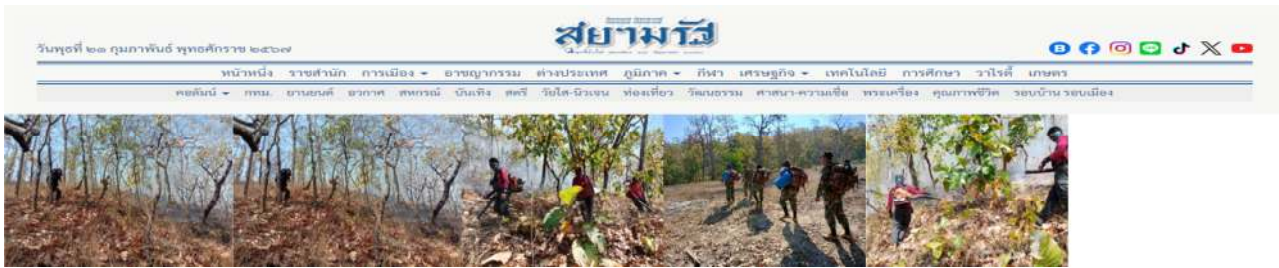 สยามรัฐ
วันพุธที่ ๒๑ กุมภาพันธ์ พุทธศักราช ๒๕๖๗
หน้าหนึ่ง ราชสำนัก การเมือง อาชญากรรม ต่างประเทศ ภูมิภาค กีฬา เศรษฐกิจ เทคโนโลยี การศึกษา วาไรตี้ เกษตร
คอลัมน์ กทม. ยานยนต์ อวกาศ สหกรณ์ บันเทิง สตรี วัยใส-นิวเจน ท่องเที่ยว วัฒนธรรม ศาสนา-ความเชื่อ พระเครื่อง คุณภาพชีวิต รอบบ้าน รอบเมือง